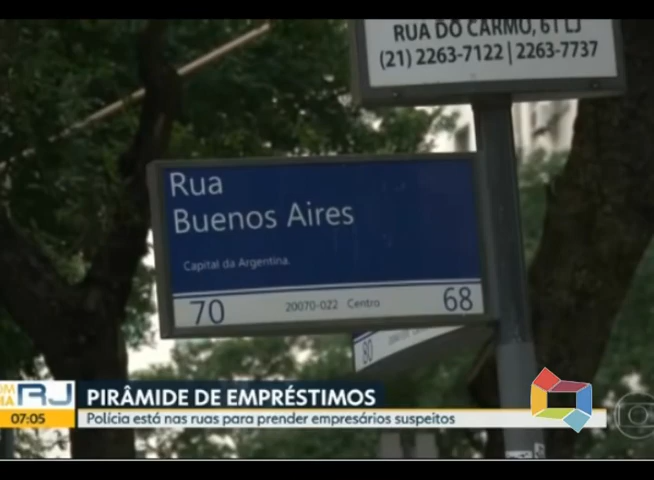 RUA DO CARMO, 61 LJ
(21) 2263-7122 | 2263-7737
Rua
Buenos Aires
Capital da Argentina.
70 20070-022 Centro 68
80
RJ
PIRÂMIDE DE EMPRÉSTIMOS
07:05 Polícia está nas ruas para prender empresários suspeitos